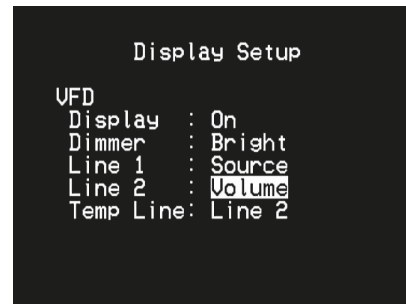 Display Setup
VFD
Display : On
Dimmer : Bright
Line 1 : Source
Line 2 : Volume
Temp Line: Line 2